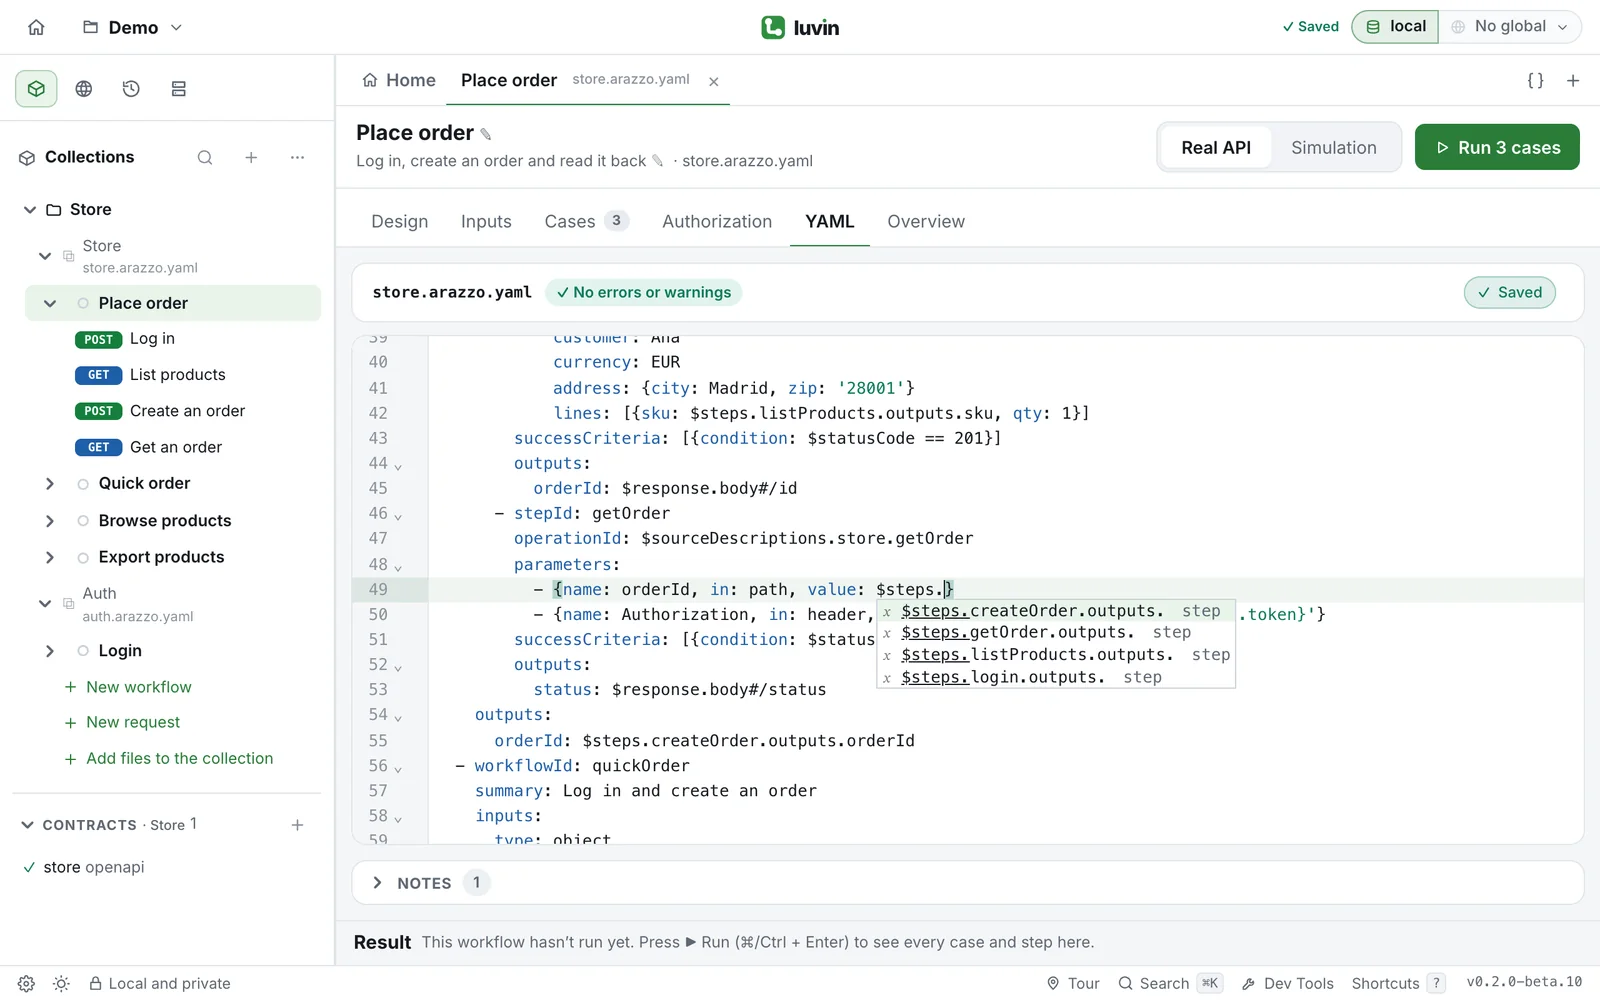 Demo
luvin
Saved
local
No global
Home
Place order store.arazzo.yaml
Place order
Log in, create an order and read it back · store.arazzo.yaml
Real API
Simulation
Run 3 cases
Collections
Store
Store
store.arazzo.yaml
Place order
POST Log in
GET List products
POST Create an order
GET Get an order
Quick order
Browse products
Export products
Auth
auth.arazzo.yaml
Login
+ New workflow
+ New request
+ Add files to the collection
CONTRACTS · Store 1
store openapi
Design
Inputs
Cases 3
Authorization
YAML
Overview
store.arazzo.yaml
No errors or warnings
Saved
39 customer: Ana
40 currency: EUR
41 address: {city: Madrid, zip: '28001'}
42 lines: [{sku: $steps.listProducts.outputs.sku, qty: 1}]
43 successCriteria: [{condition: $statusCode == 201}]
44 outputs:
45 orderId: $response.body#/id
46 - stepId: getOrder
47 operationId: $sourceDescriptions.store.getOrder
48 parameters:
49 - {name: orderId, in: path, value: $steps.}
50 - {name: Authorization, in: header, .token}'}
51 successCriteria: [{condition: $status
52 outputs:
53 status: $response.body#/status
54 outputs:
55 orderId: $steps.createOrder.outputs.orderId
56 - workflowId: quickOrder
57 summary: Log in and create an order
58 inputs:
59 type: object
x $steps.createOrder.outputs. step
x $steps.getOrder.outputs. step
x $steps.listProducts.outputs. step
x $steps.login.outputs. step
NOTES 1
Result This workflow hasn't run yet. Press ▶ Run (⌘/Ctrl + Enter) to see every case and step here.
Local and private
Tour
Search ⌘K
Dev Tools
Shortcuts ?
v0.2.0-beta.10